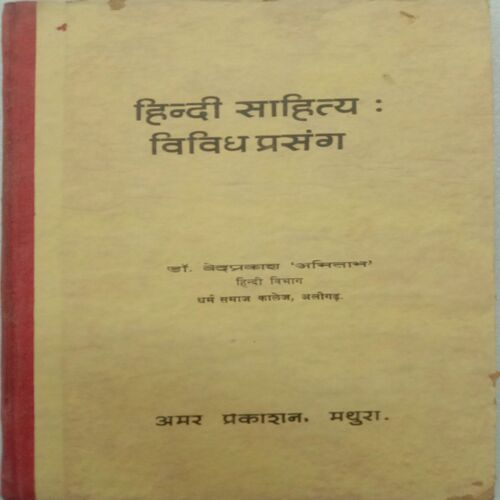 हिन्दी साहित्य :
विविध प्रसंग
डॉ. वेदप्रकाश 'अमिताभ'
हिन्दी विभाग
धर्म समाज कालेज, अलीगढ़.
अमर प्रकाशन, मथुरा.